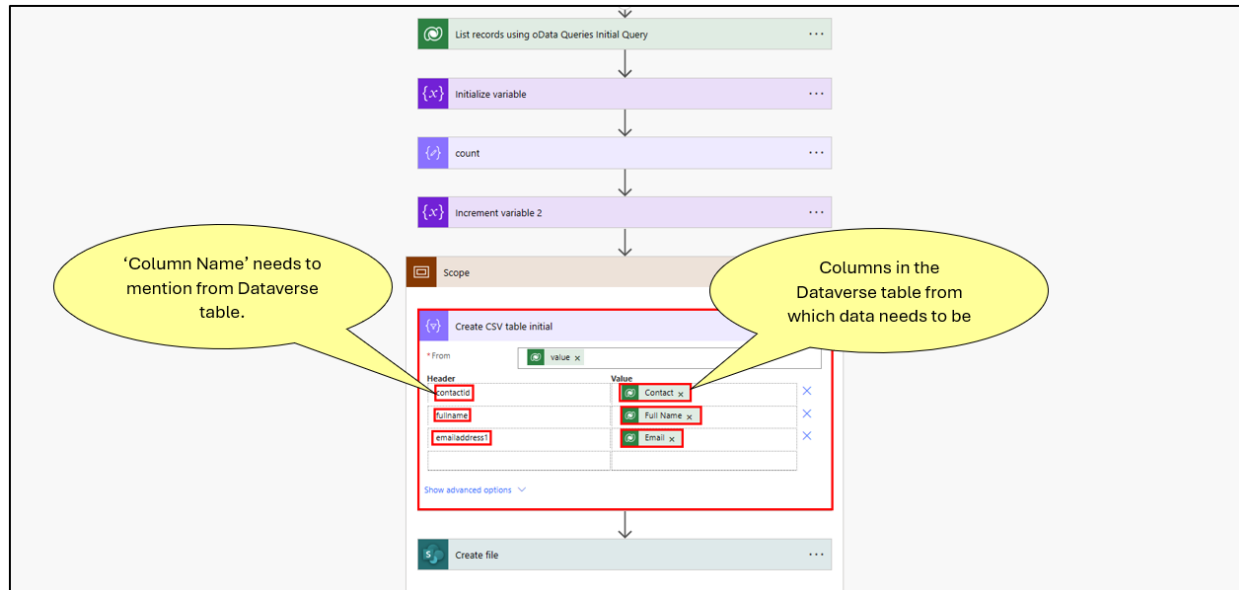 List records using oData Queries Initial Query
...
{x} Initialize variable
...
count
...
{x} Increment variable 2
...
'Column Name' needs to
mention from Dataverse
table.
Scope
Columns in the
Dataverse table from
which data needs to be
Create CSV table initial
* From
value x
Header Value
contactid Contact x
fullname Full Name x
emailaddress1 Email x
Show advanced options
S Create file
...